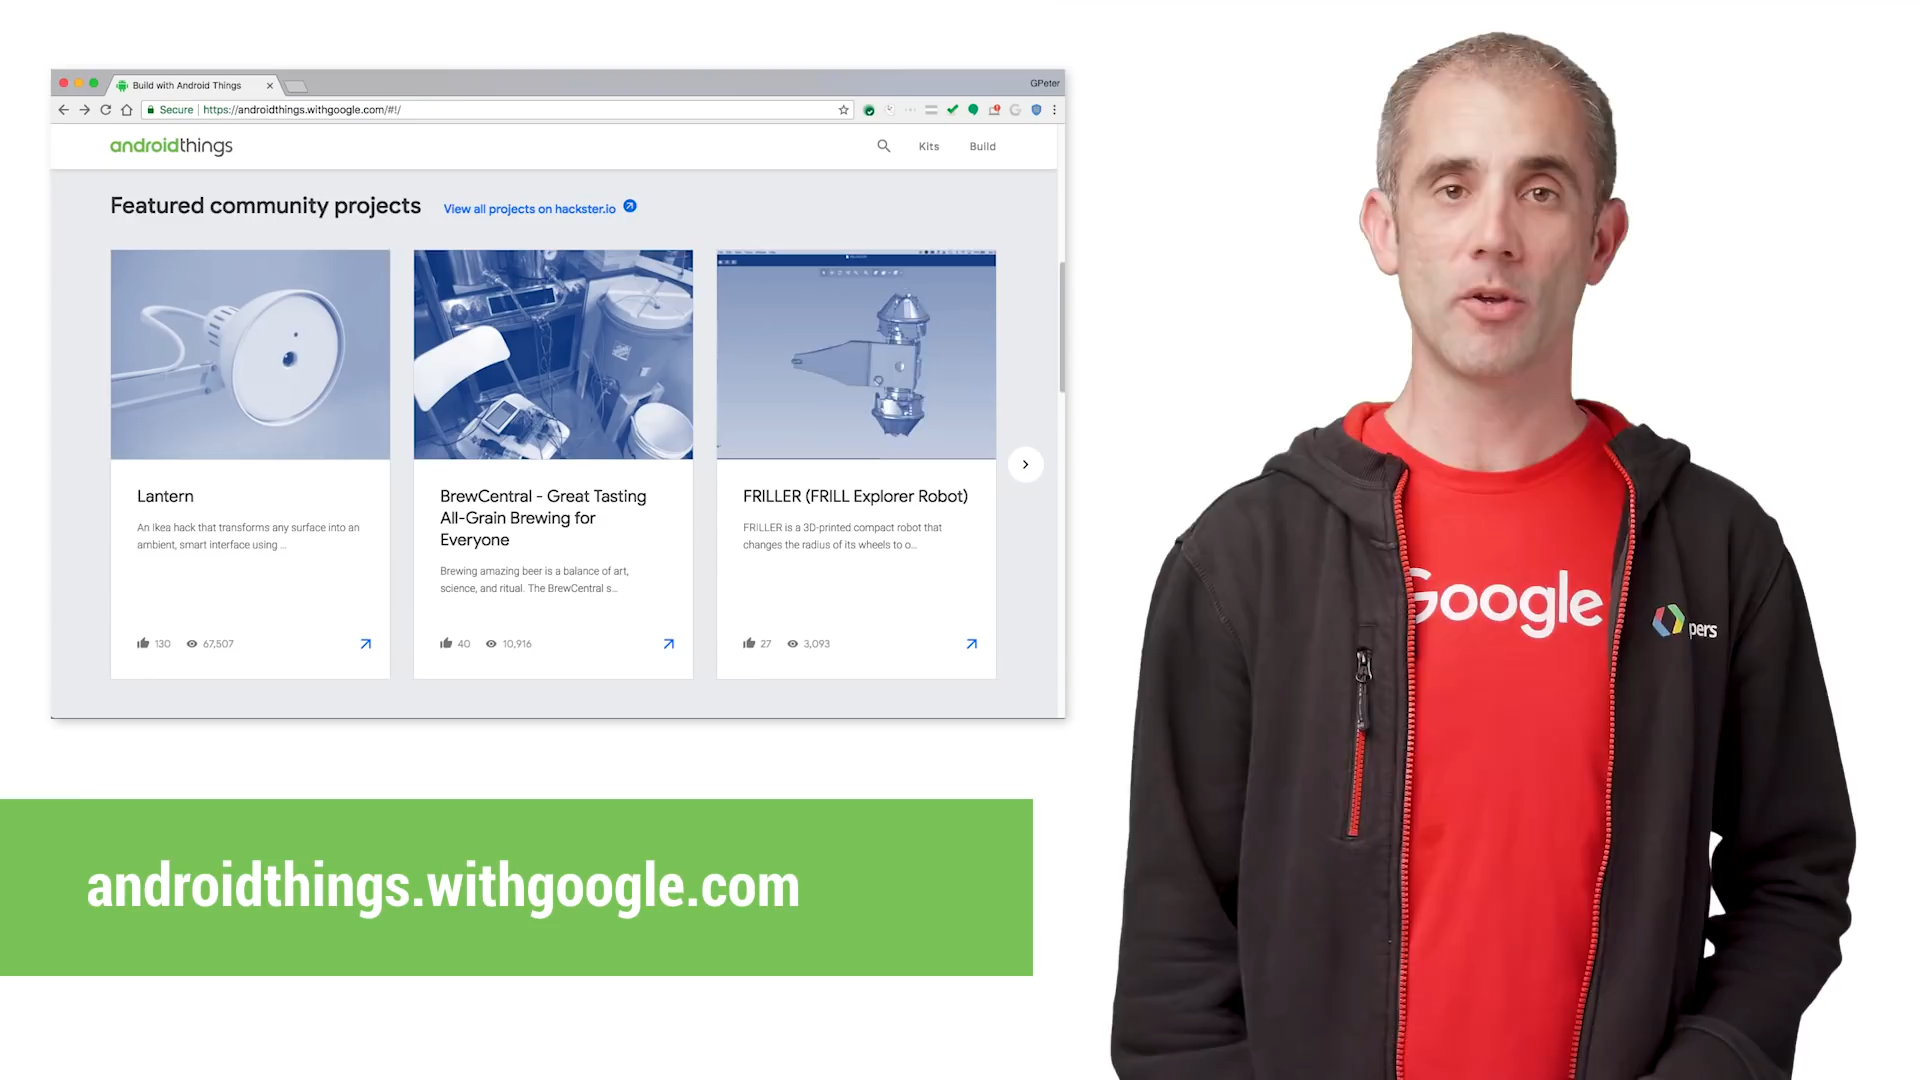 Build with Android Things
GPeter
Secure https://androidthings.withgoogle.com/#!/
androidthings
Kits
Build
Featured community projects
View all projects on hackster.io
Lantern
An Ikea hack that transforms any surface into an
ambient, smart interface using ...
130
67,507
BrewCentral - Great Tasting
All-Grain Brewing for
Everyone
Brewing amazing beer is a balance of art,
science, and ritual. The BrewCentral s...
40
10,916
FRILLER (FRILL Explorer Robot)
FRILLER is a 3D-printed compact robot that
changes the radius of its wheels to o...
27
3,093
androidthings.withgoogle.com
Google
pers